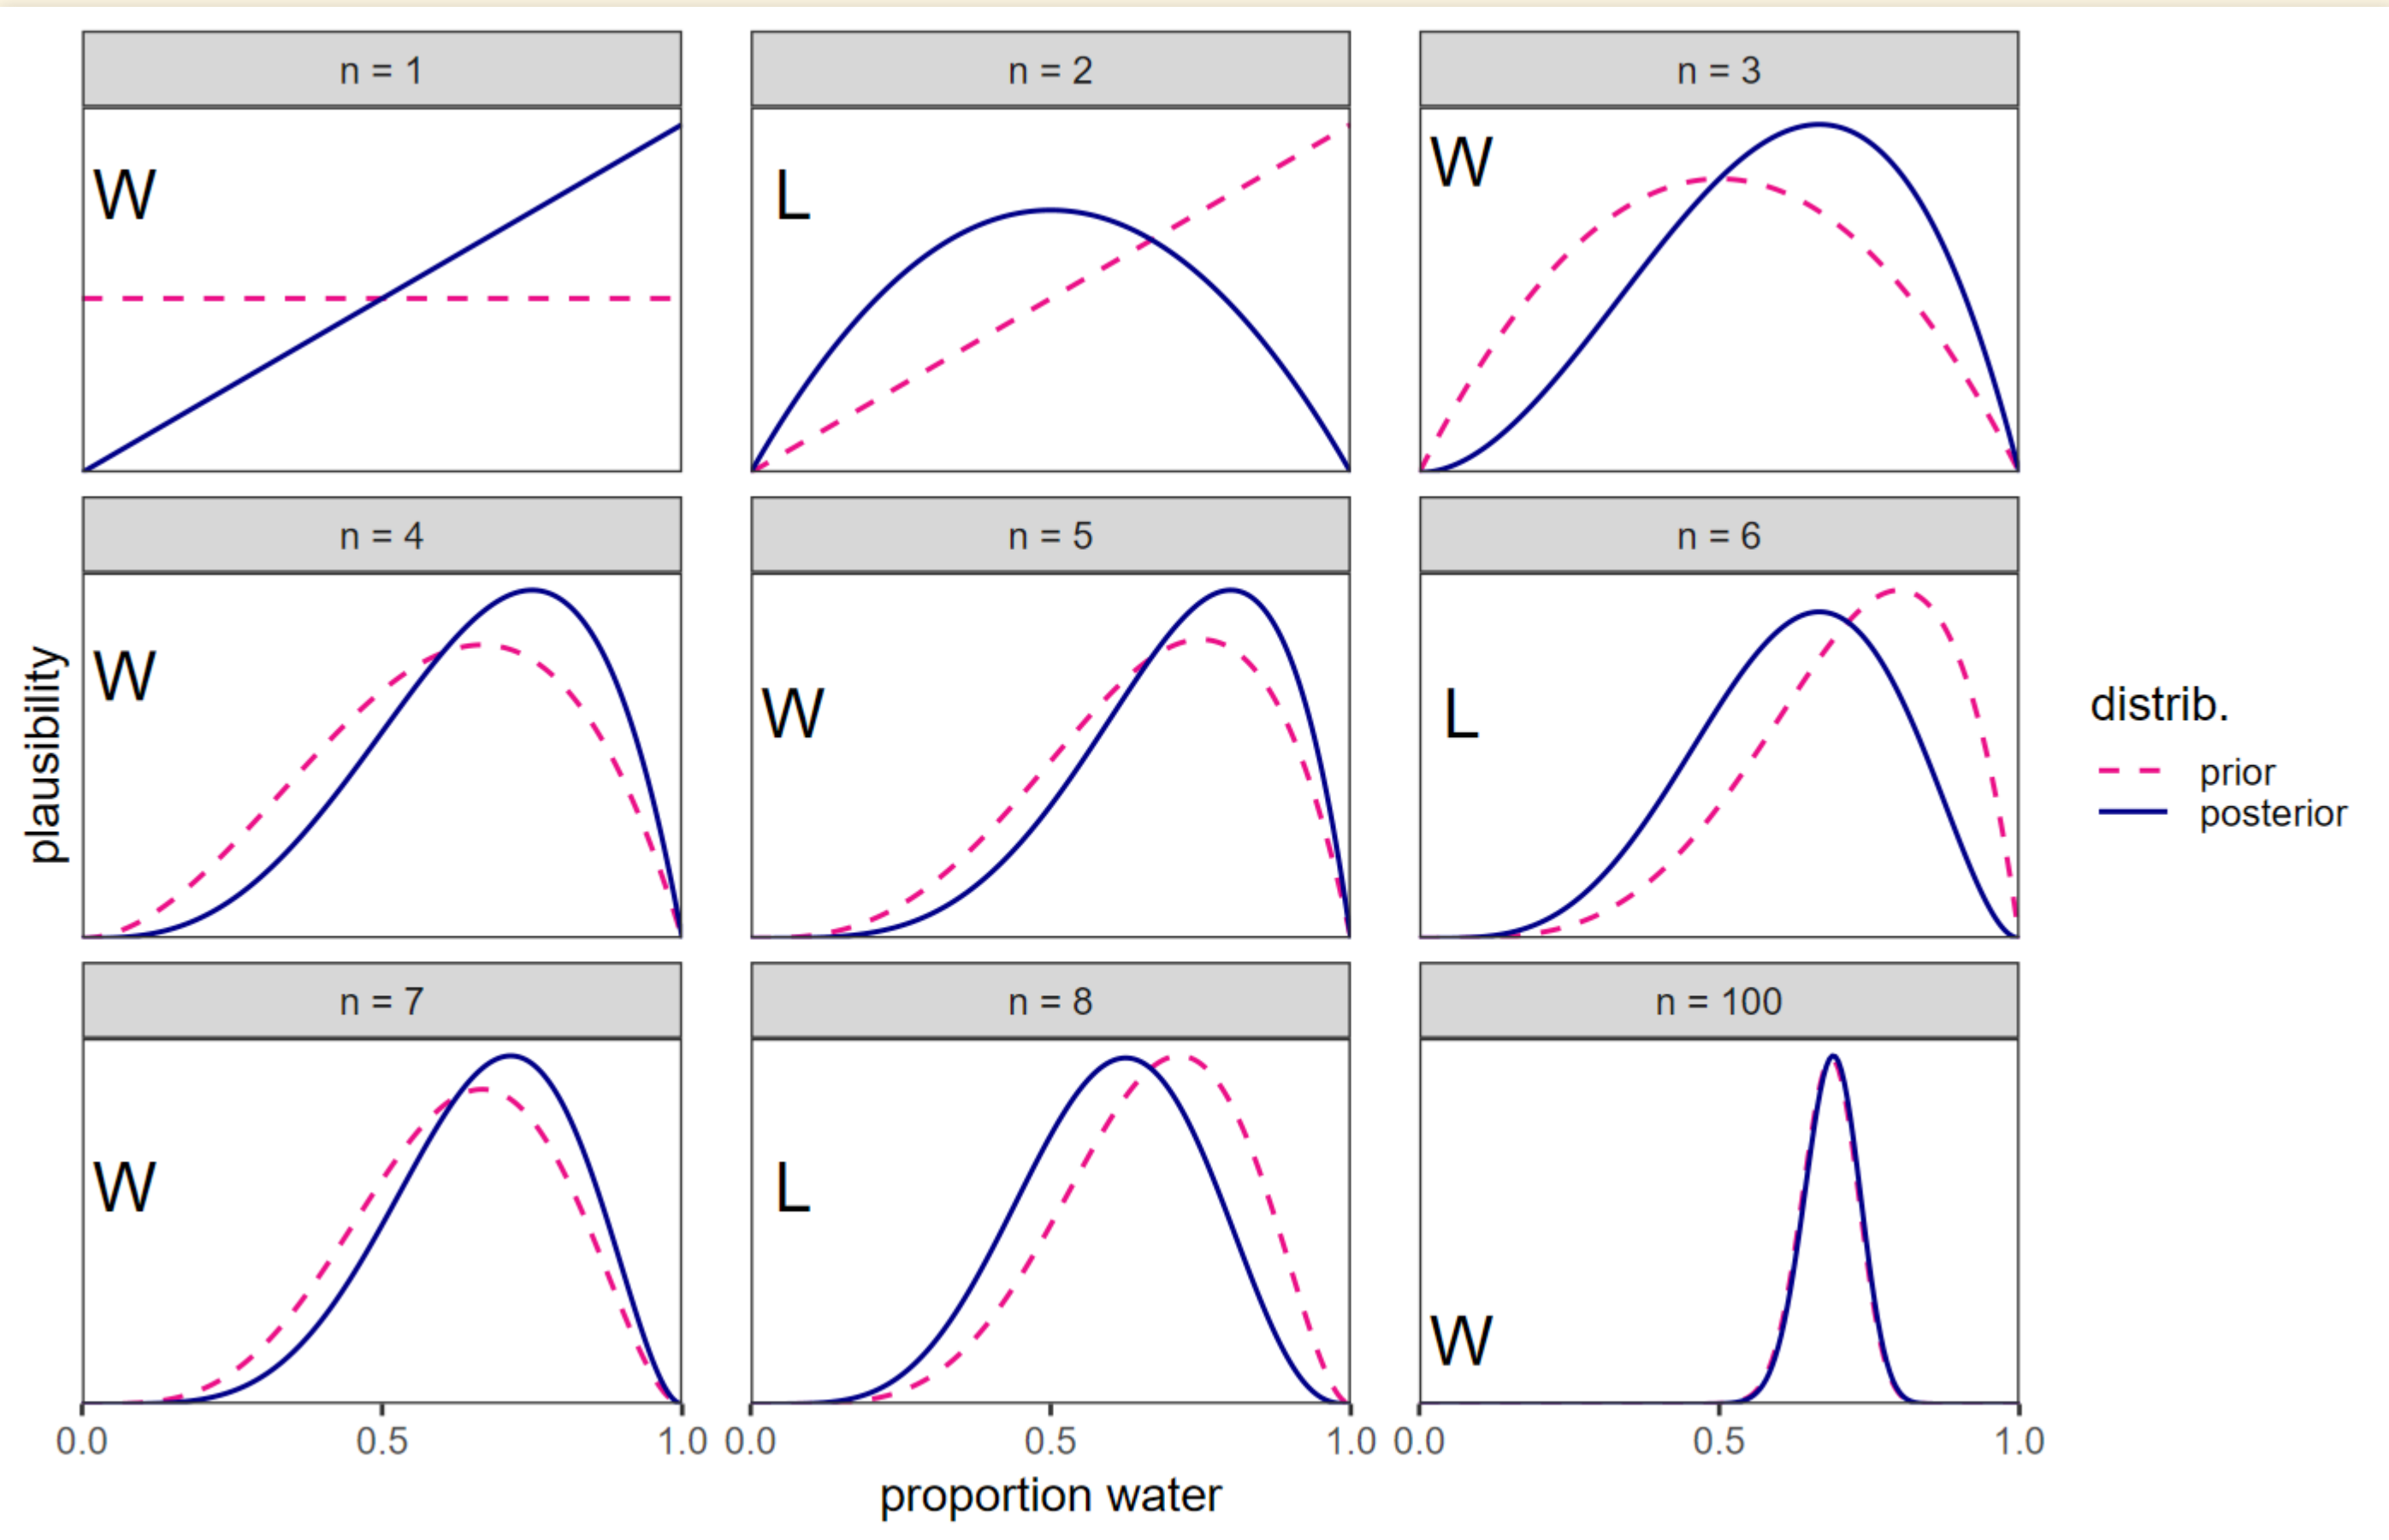 n = 1
n = 2
n = 3
W
L
W
n = 4
n = 5
n = 6
W
W
L
n = 7
n = 8
n = 100
W
L
W
plausibility
0.0 0.5 1.0
0.0 0.5 1.0
0.0 0.5 1.0
proportion water
distrib.
prior
posterior